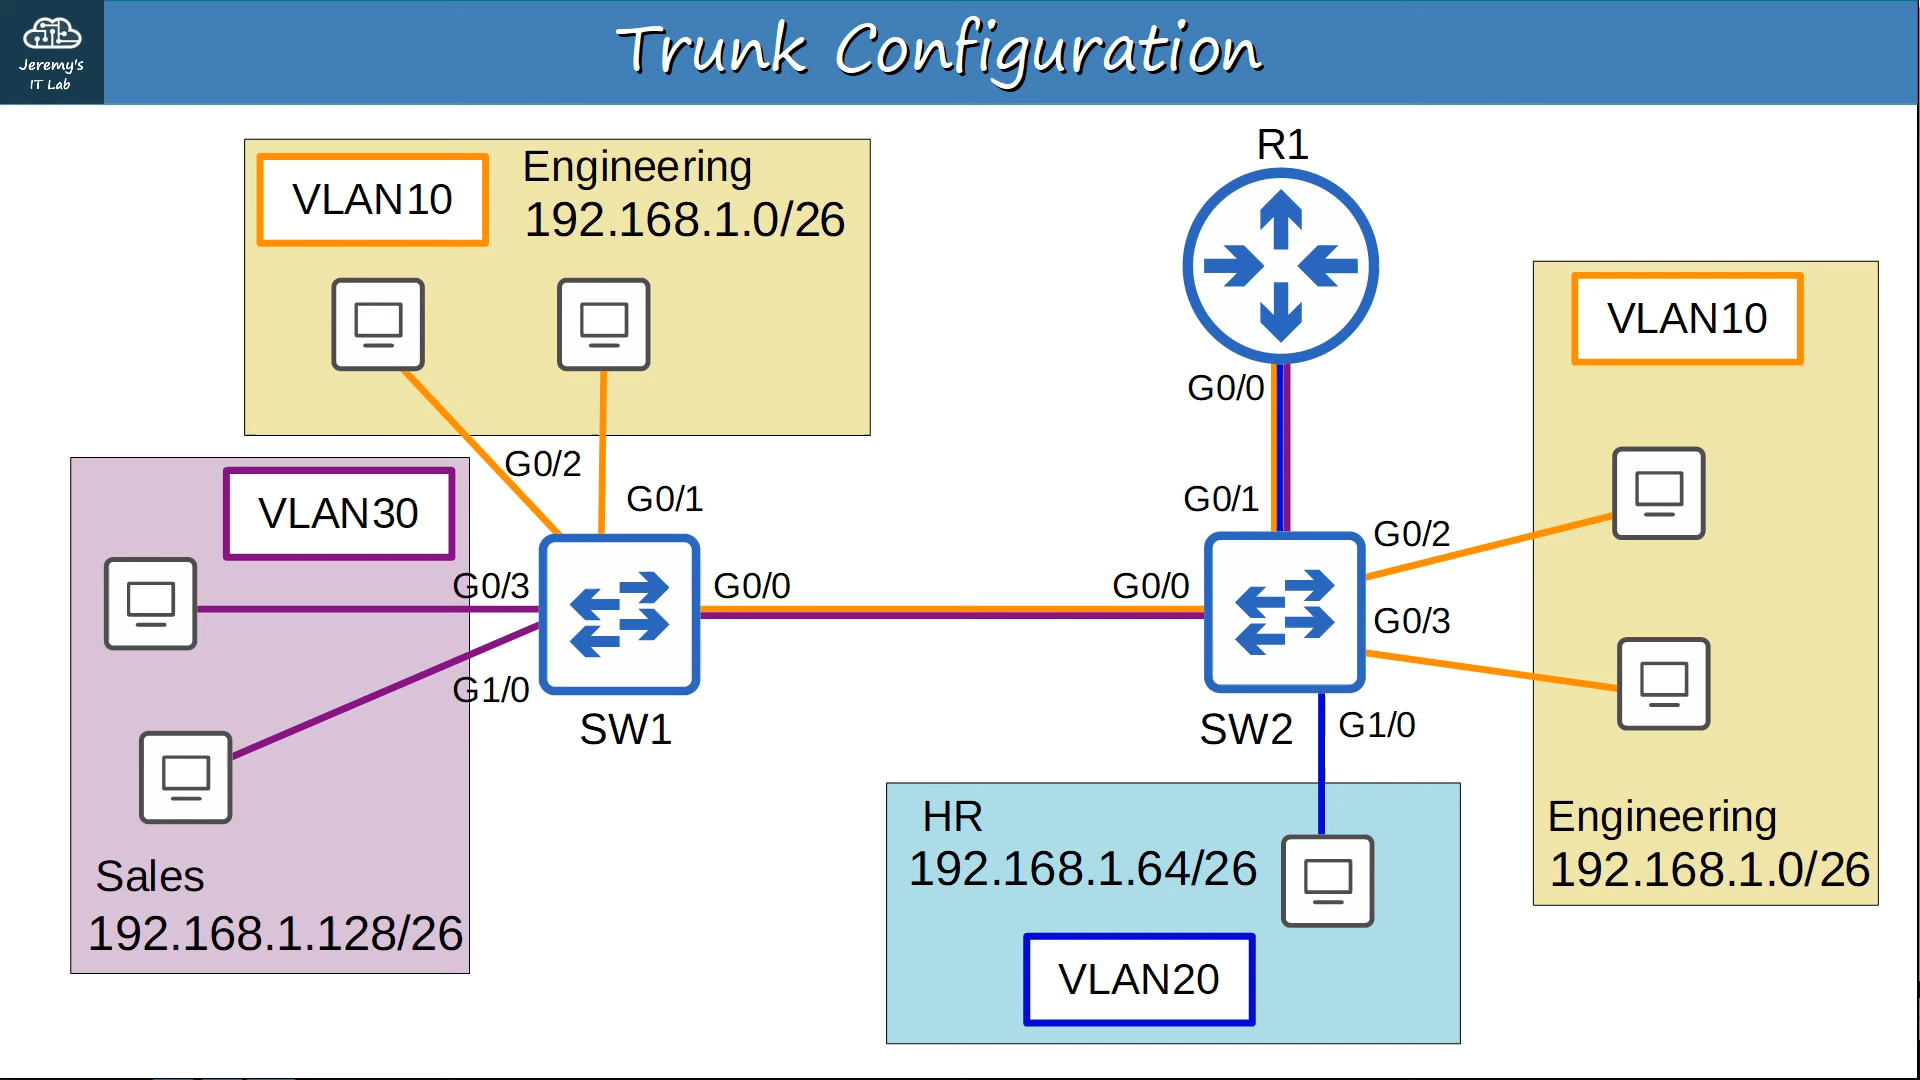 Jeremy's
IT Lab
Trunk Configuration
VLAN10
Engineering
192.168.1.0/26
R1
VLAN10
G0/0
G0/2
G0/1
G0/1
VLAN30
G0/2
G0/3
G0/0
G0/0
G0/3
G1/0
SW1
SW2
G1/0
HR
192.168.1.64/26
Engineering
192.168.1.0/26
Sales
192.168.1.128/26
VLAN20